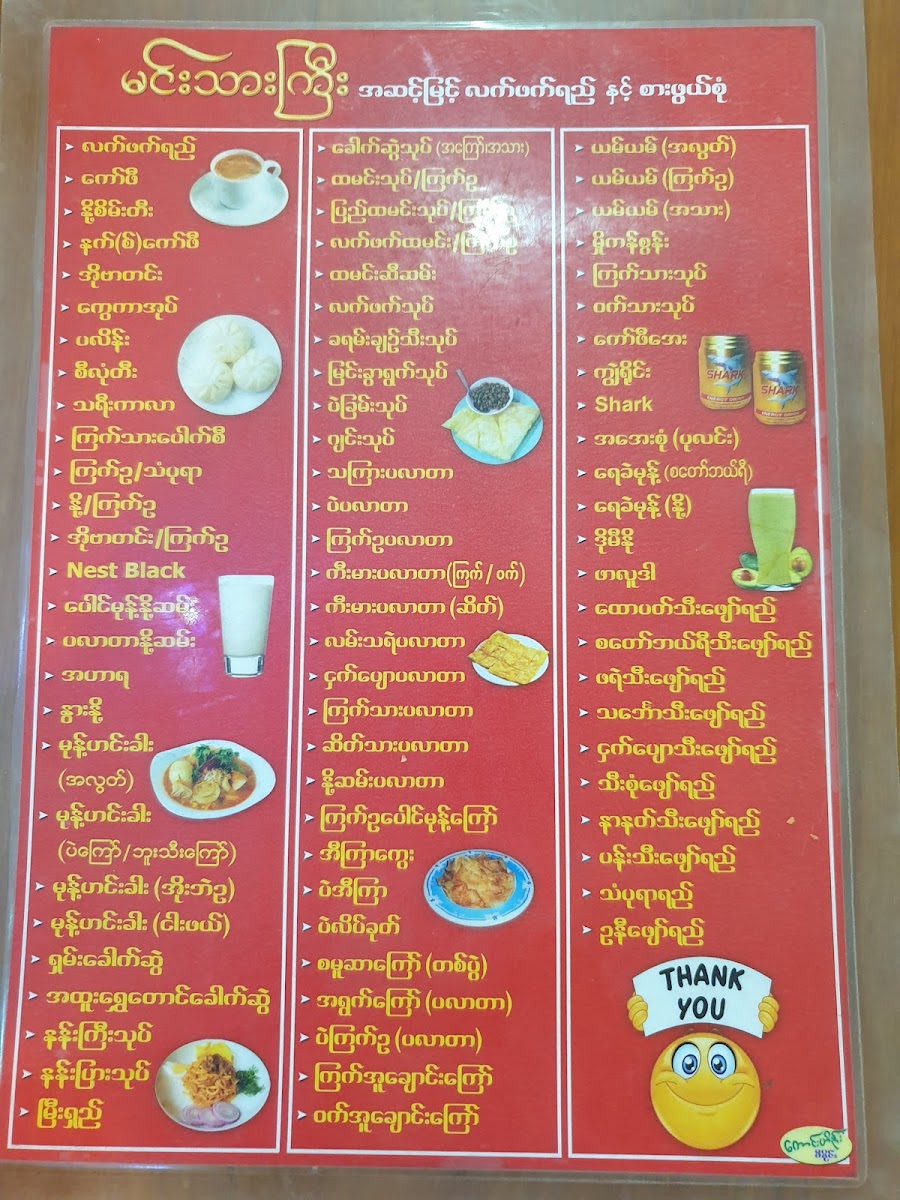 မင်းသားကြီး အဆင့်မြင့် လက်ဖက်ရည် နှင့် စားဖွယ်စုံ
လက်ဖက်ရည်
ကော်ဖီ
နို့စိမ်းတီး
နက်(စ်)ကော်ဖီ
အိုဗာတင်း
ကွေကာအုပ်
ပလိန်း
စီလုံတီး
သရီးကာလာ
ကြက်သားပေါက်စီ
ကြက်ဥ/သံပုရာ
နို့/ကြက်ဥ
အိုဗာတင်း/ကြက်ဥ
Nest Black
ပေါင်မုန့်နို့ဆမ်း
ပလာတာနို့ဆမ်း
အဟာရ
နွားနို့
မုန့်ဟင်းခါး
(အလွတ်)
မုန့်ဟင်းခါး
(ပဲကြော်/ဘူးသီးကြော်)
မုန့်ဟင်းခါး (အိုးဘဲဥ)
မုန့်ဟင်းခါး (ငါးဖယ်)
ရှမ်းခေါက်ဆွဲ
အထူးရွှေတောင်ခေါက်ဆွဲ
နန်းကြီးသုပ်
နန်းပြားသုပ်
မြီးရှည်
ခေါက်ဆွဲသုပ် (အကြော်၊အသား)
ထမင်းသုပ်/ကြက်ဥ
ပြည်ထမင်းသုပ်/ကြက်ဥ
လက်ဖက်ထမင်း/ကြက်ဥ
ထမင်းဆီဆမ်း
လက်ဖက်သုပ်
ခရမ်းချဥ်သီးသုပ်
မြင်းခွာရွက်သုပ်
ပဲခြမ်းသုပ်
ဂျင်းသုပ်
သကြားပလာတာ
ပဲပလာတာ
ကြက်ဥပလာတာ
ကီးမားပလာတာ(ကြက် / ဝက်)
ကီးမားပလာတာ (ဆိတ်)
လမ်းသရဲပလာတာ
ငှက်ပျောပလာတာ
ကြက်သားပလာတာ
ဆိတ်သားပလာတာ
နို့ဆမ်းပလာတာ
ကြက်ဥပေါင်မုန့်ကြော်
အီကြာကွေး
ပဲအီကြာ
ပဲလိပ်ခုတ်
စမူဆာကြော် (တစ်ပွဲ)
အရွက်ကြော် (ပလာတာ)
ပဲကြက်ဥ (ပလာတာ)
ကြက်အူချောင်းကြော်
ဝက်အူချောင်းကြော်
ယမ်ယမ် (အလွတ်)
ယမ်ယမ် (ကြက်ဥ)
ယမ်ယမ် (အသား)
မှိုကန်စွန်း
ကြက်သားသုပ်
ဝက်သားသုပ်
ကော်ဖီအေး
ကွဲရှိုင်း
Shark
အအေးစုံ (ပုလင်း)
ရေခဲမုန့် (စတော်ဘယ်ရီ)
ရေခဲမုန့် (နို့)
ဒိုမီနို
ဖာလူဒါ
ထောပတ်သီးဖျော်ရည်
စတော်ဘယ်ရီသီးဖျော်ရည်
ဖရဲသီးဖျော်ရည်
သင်္ဘောသီးဖျော်ရည်
ငှက်ပျောသီးဖျော်ရည်
သီးစုံဖျော်ရည်
နာနတ်သီးဖျော်ရည်
ပန်းသီးဖျော်ရည်
သံပုရာရည်
ဥနီဖျော်ရည်
SHARK
ENERGY DRINK
SHARK
ENERGY DRINK
THANK
YOU